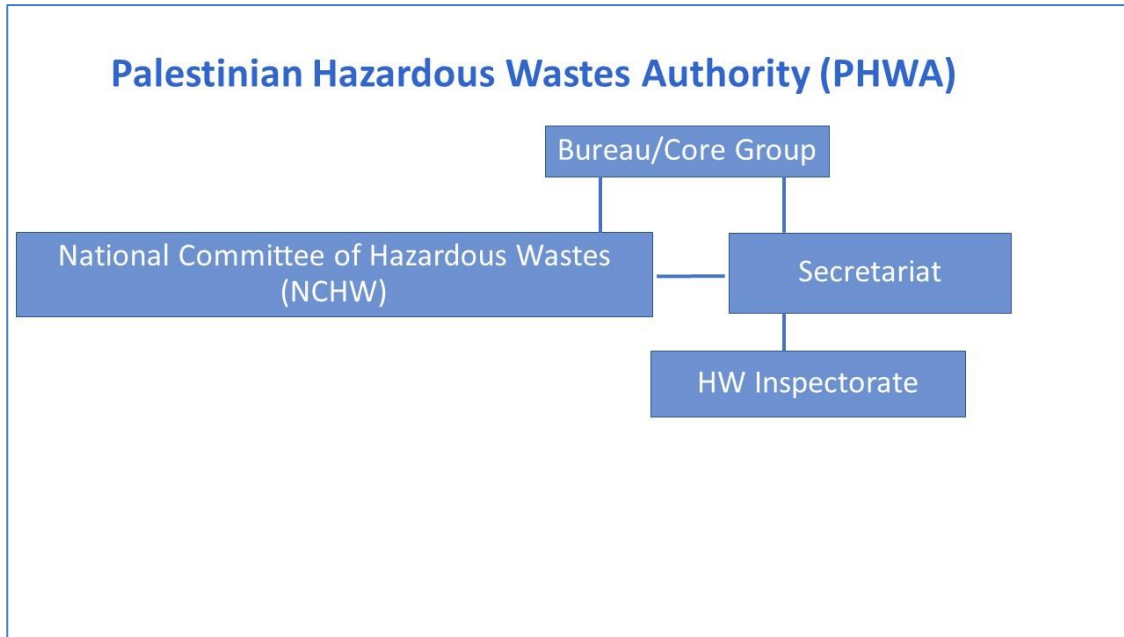 Palestinian Hazardous Wastes Authority (PHWA)
Bureau/Core Group
National Committee of Hazardous Wastes
(NCHW)
Secretariat
HW Inspectorate